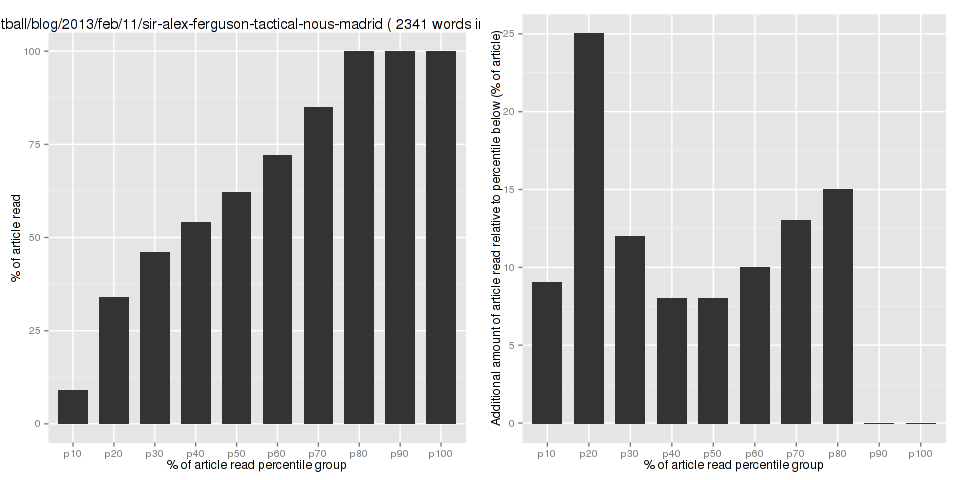 tball/blog/2013/feb/11/sir-alex-ferguson-tactical-nous-madrid ( 2341 words in
100
75
50
25
0
% of article read
p10 p20 p30 p40 p50 p60 p70 p80 p90 p100
% of article read percentile group
25
20
15
10
5
0
Additional amount of article read relative to percentile below (% of article)
p10 p20 p30 p40 p50 p60 p70 p80 p90 p100
% of article read percentile group